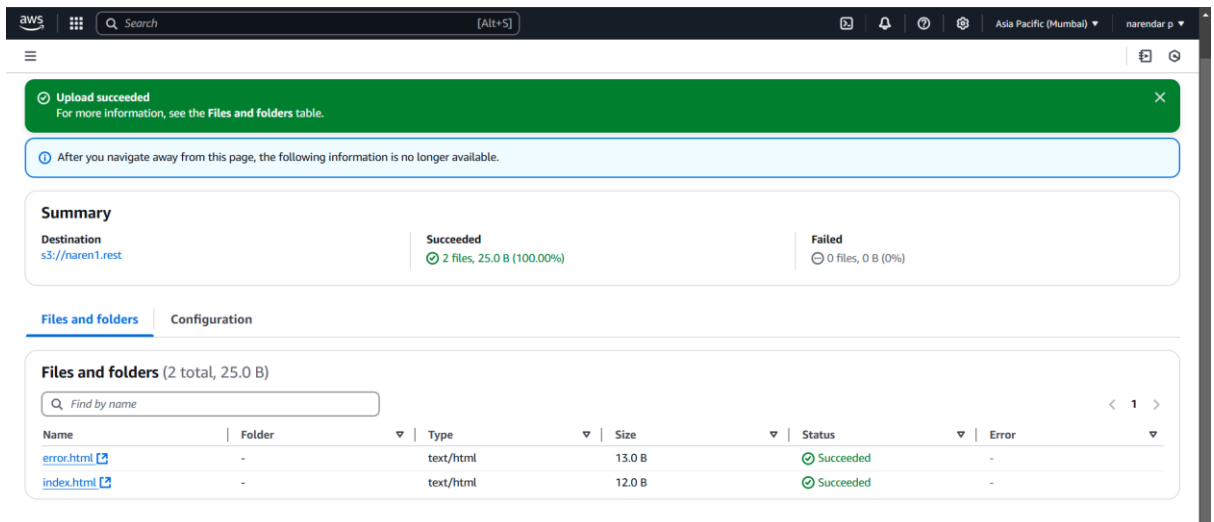 aws Search [Alt+S] Asia Pacific (Mumbai) narendar p
Upload succeeded
For more information, see the Files and folders table.
After you navigate away from this page, the following information is no longer available.
Summary
Destination Succeeded Failed
s3://naren1.rest 2 files, 25.0 B (100.00%) 0 files, 0 B (0%)
Files and folders Configuration
Files and folders (2 total, 25.0 B)
Find by name 1
Name Folder Type Size Status Error
error.html - text/html 13.0 B Succeeded -
index.html - text/html 12.0 B Succeeded -